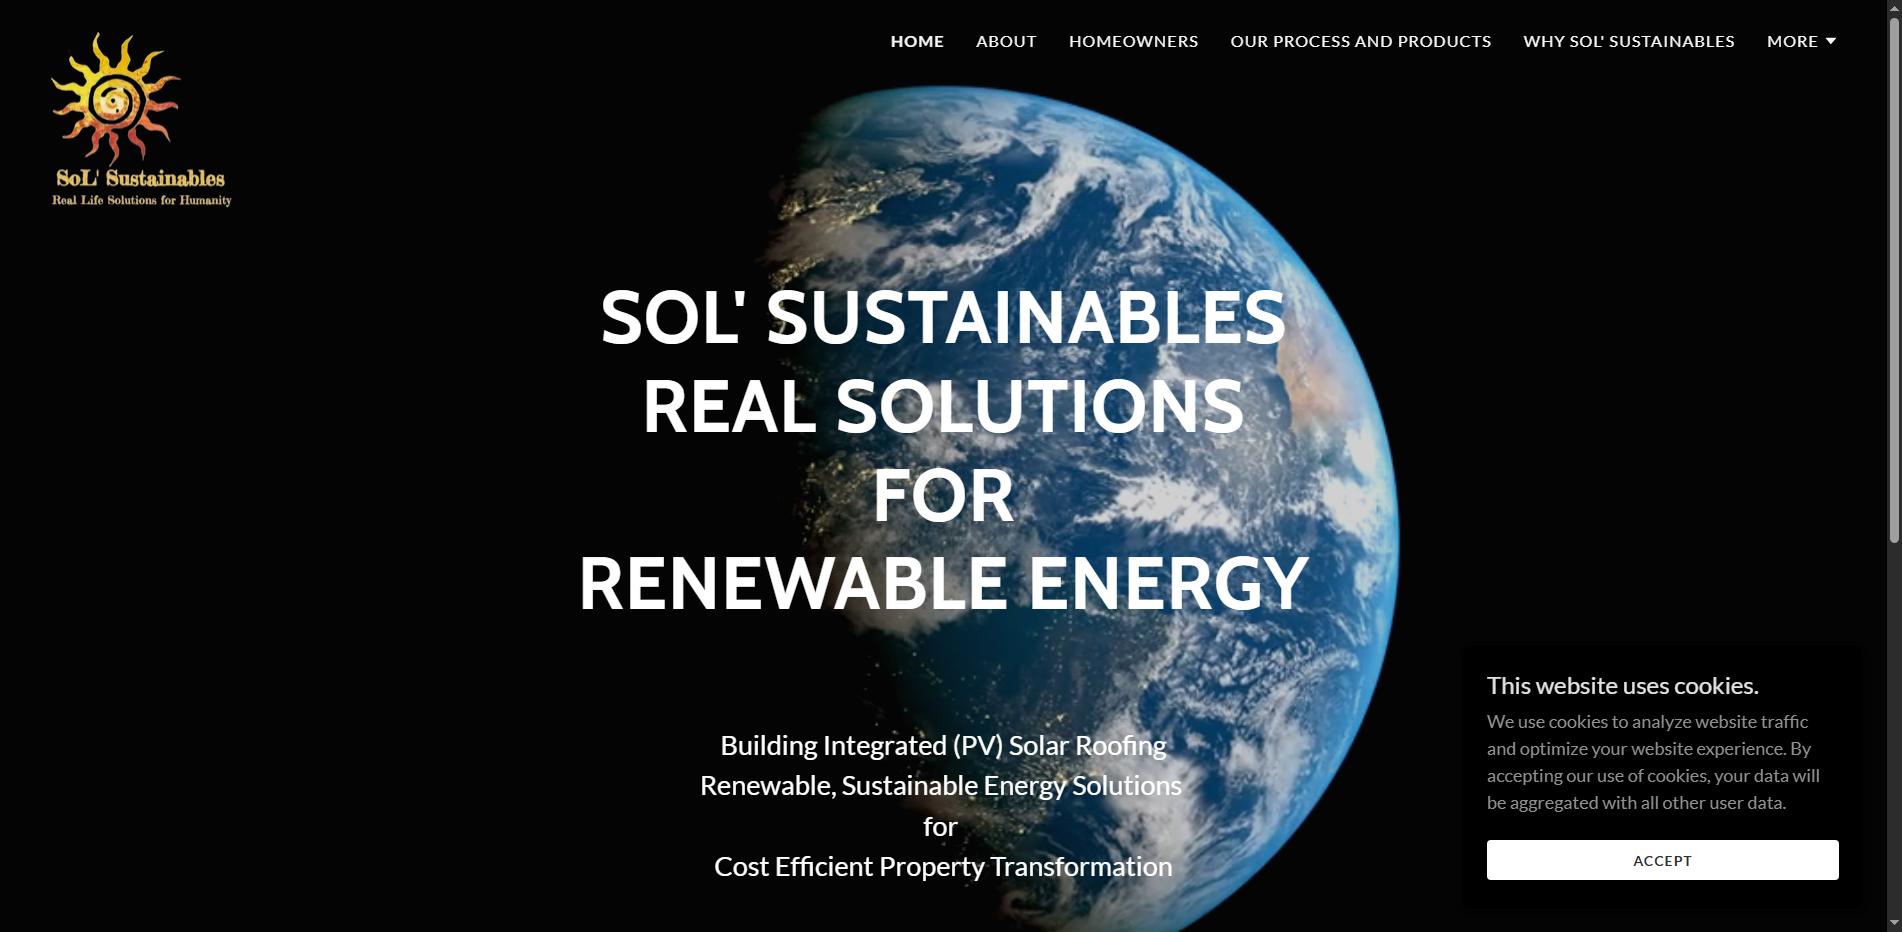 HOME ABOUT HOMEOWNERS OUR PROCESS AND PRODUCTS WHY SOL' SUSTAINABLES MORE
SoL' Sustainables
Real Life Solutions for Humanity
SOL' SUSTAINABLES
REAL SOLUTIONS
FOR
RENEWABLE ENERGY
Building Integrated (PV) Solar Roofing
Renewable, Sustainable Energy Solutions
for
Cost Efficient Property Transformation
This website uses cookies.
We use cookies to analyze website traffic
and optimize your website experience. By
accepting our use of cookies, your data will
be aggregated with all other user data.
ACCEPT